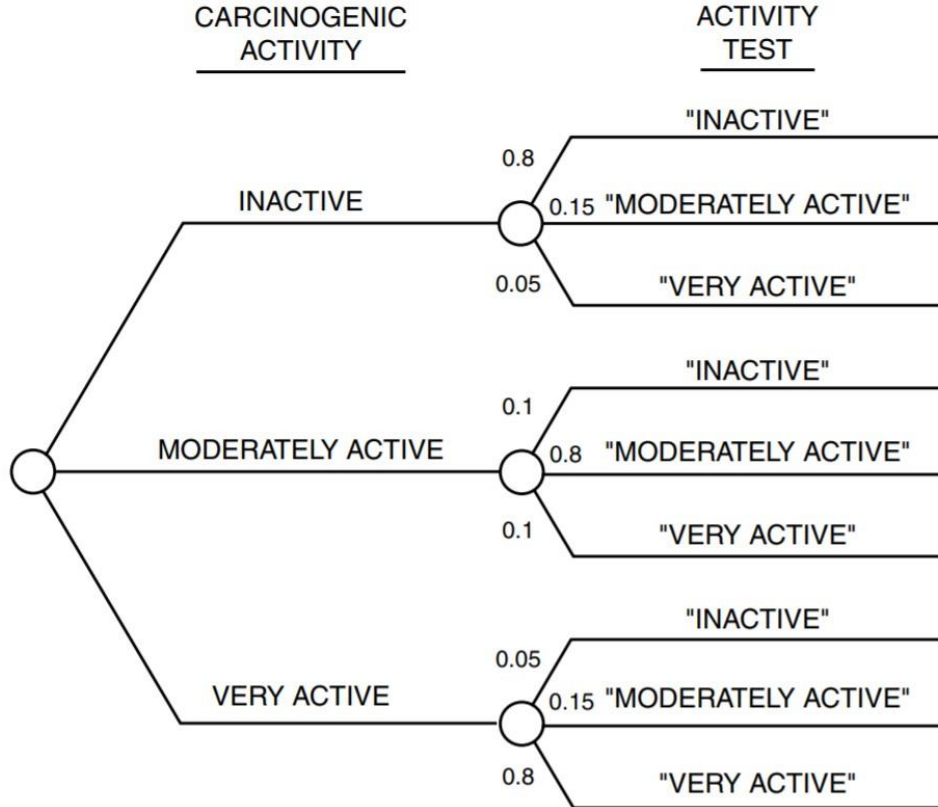 CARCINOGENIC
ACTIVITY
ACTIVITY
TEST
INACTIVE
0.8 "INACTIVE"
0.15 "MODERATELY ACTIVE"
0.05 "VERY ACTIVE"
MODERATELY ACTIVE
0.1 "INACTIVE"
0.8 "MODERATELY ACTIVE"
0.1 "VERY ACTIVE"
VERY ACTIVE
0.05 "INACTIVE"
0.15 "MODERATELY ACTIVE"
0.8 "VERY ACTIVE"